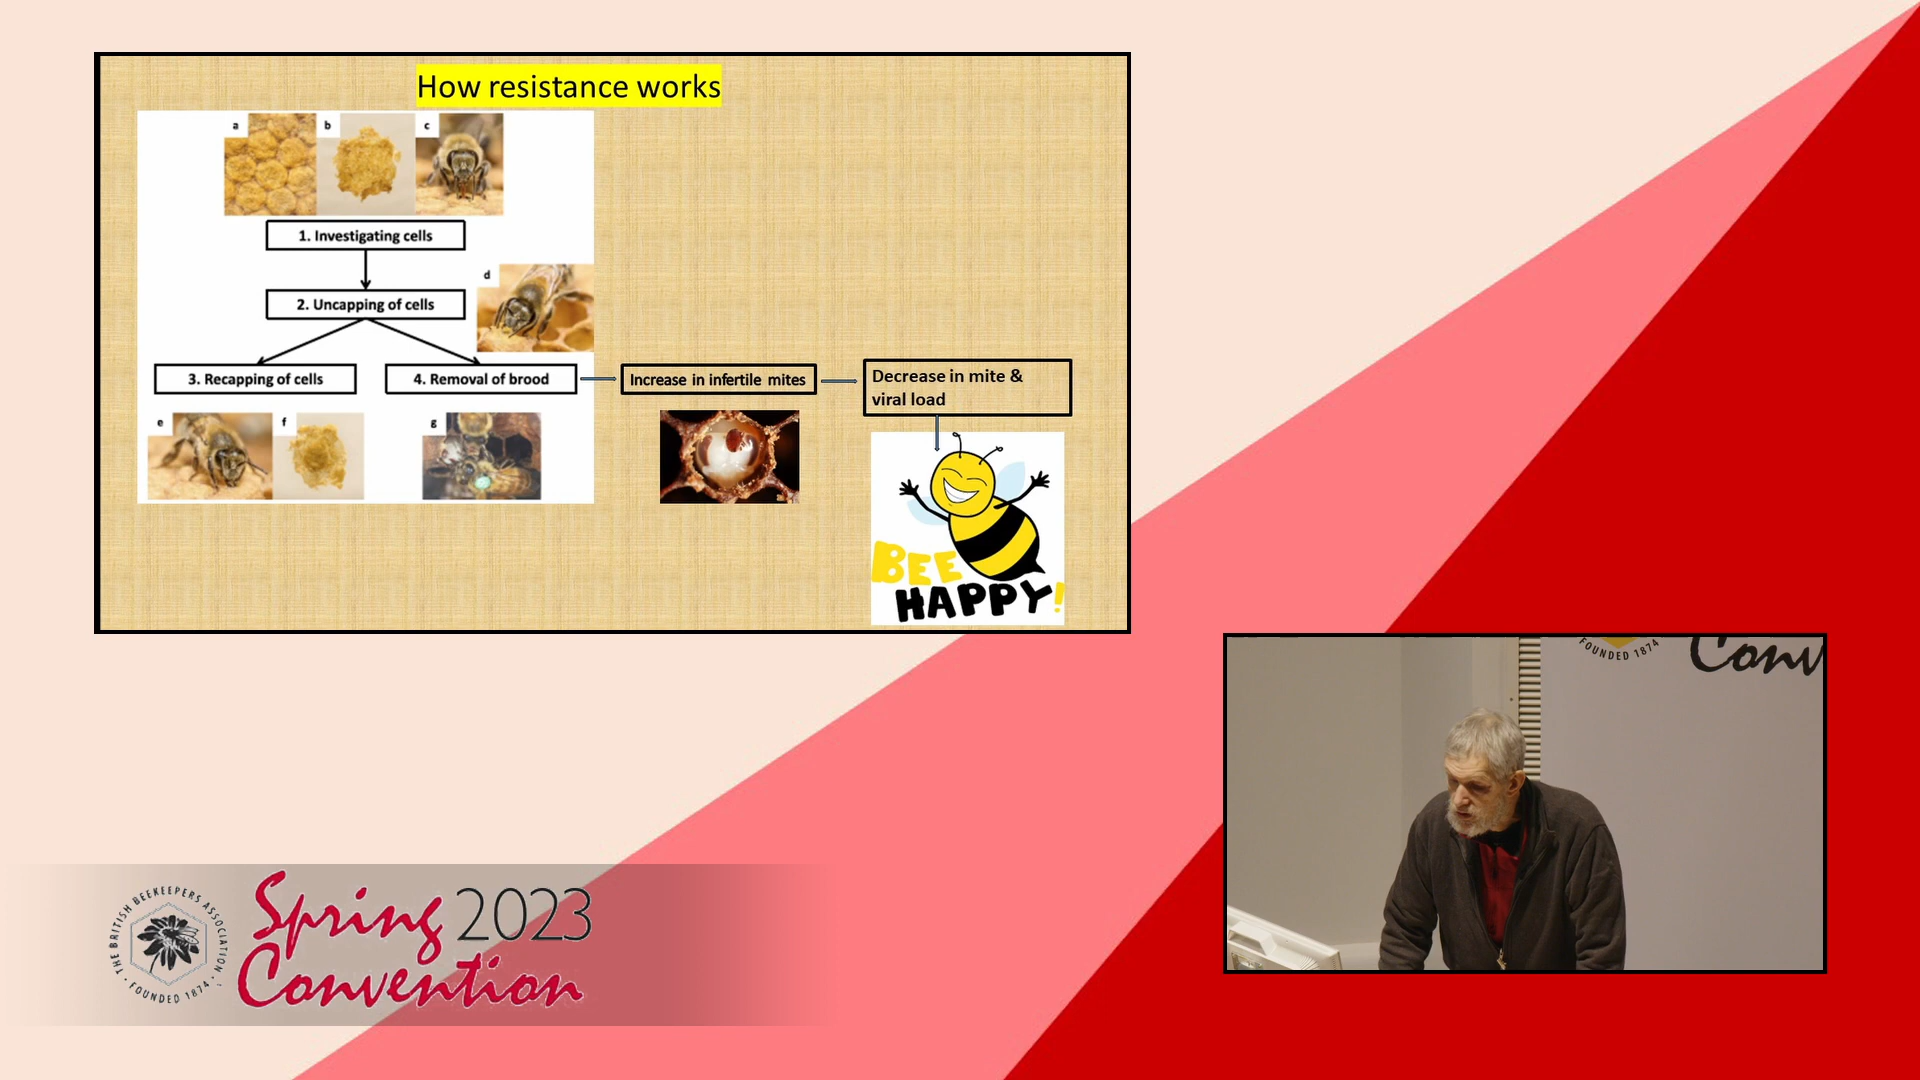 How resistance works
a
b
c
1. Investigating cells
d
2. Uncapping of cells
3. Recapping of cells
4. Removal of brood
Increase in infertile mites
Decrease in mite &
viral load
e
f
g
BEE
HAPPY!
FOUNDED 1874
Conv
THE BRITISH BEEKEEPERS ASSOCIATION
FOUNDED 1874
Spring 2023
Convention